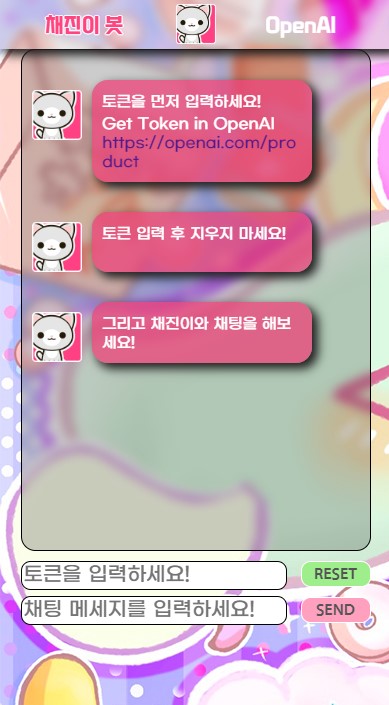 채진이 봇
OpenAI
토큰을 먼저 입력하세요!
Get Token in OpenAI
https://openai.com/pro
duct
토큰 입력 후 지우지 마세요!
그리고 채진이와 채팅을 해보
세요!
토큰을 입력하세요!
RESET
채팅 메세지를 입력하세요!
SEND